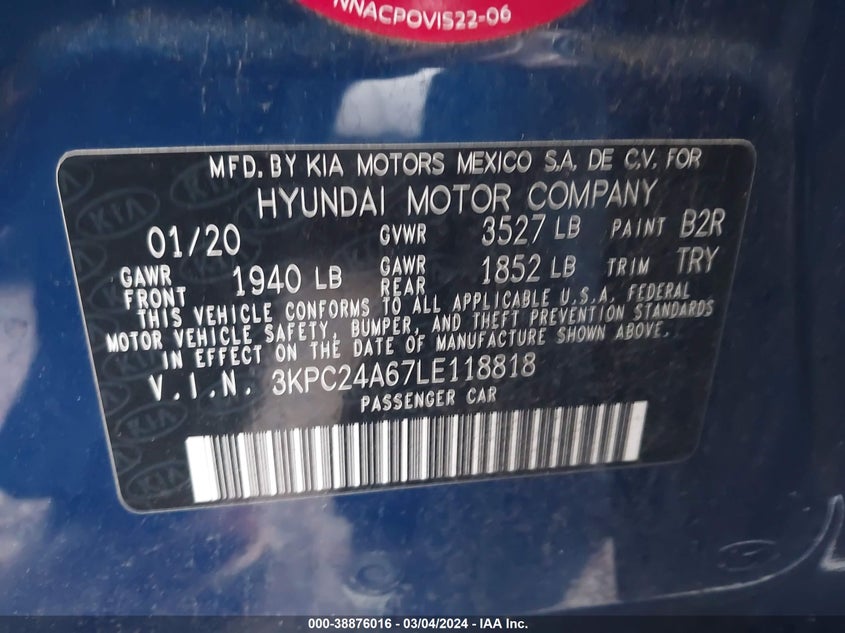 NNACPOVIS22-06
MFD. BY KIA MOTORS MEXICO S.A. DE C.V. FOR
HYUNDAI MOTOR COMPANY
01/20 GVWR 3527 LB PAINT B2R
GAWR FRONT 1940 LB GAWR REAR 1852 LB TRIM TRY
THIS VEHICLE CONFORMS TO ALL APPLICABLE U.S.A. FEDERAL
MOTOR VEHICLE SAFETY, BUMPER, AND THEFT PREVENTION STANDARDS
IN EFFECT ON THE DATE OF MANUFACTURE SHOWN ABOVE.
V.I.N. 3KPC24A67LE118818
PASSENGER CAR
KIA
000-38876016 - 03/04/2024 - IAA Inc.